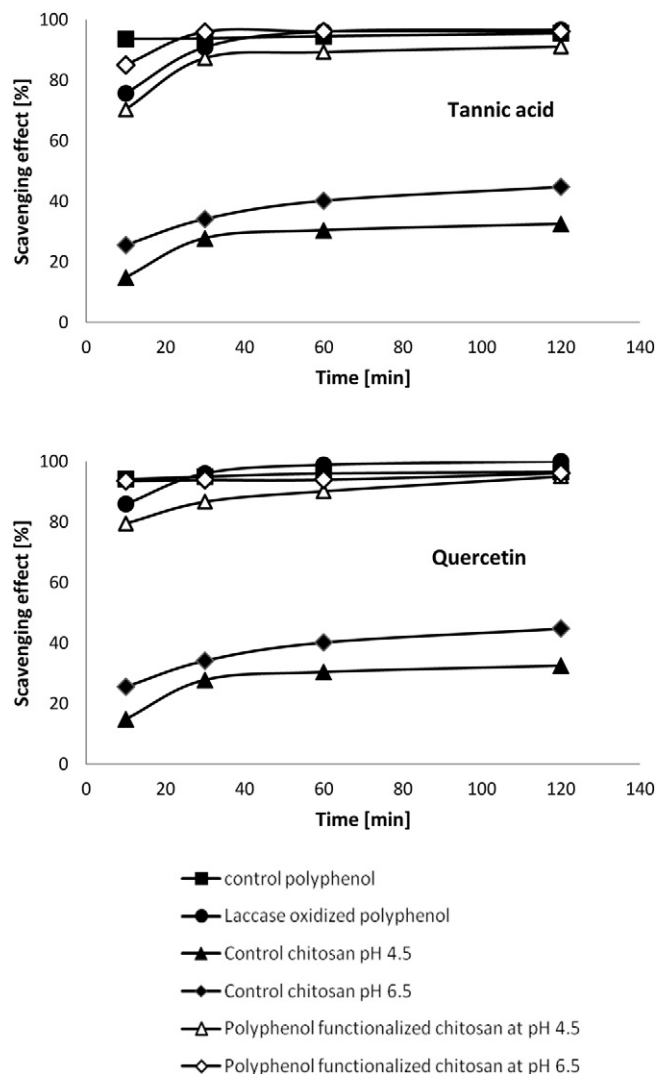 100
80
60
40
20
0
Scavenging effect [%]
Tannic acid
0 20 40 60 80 100 120 140
Time [min]
100
80
60
40
20
0
Scavenging effect [%]
Quercetin
0 20 40 60 80 100 120 140
Time [min]
control polyphenol
Laccase oxidized polyphenol
Control chitosan pH 4.5
Control chitosan pH 6.5
Polyphenol functionalized chitosan at pH 4.5
Polyphenol functionalized chitosan at pH 6.5